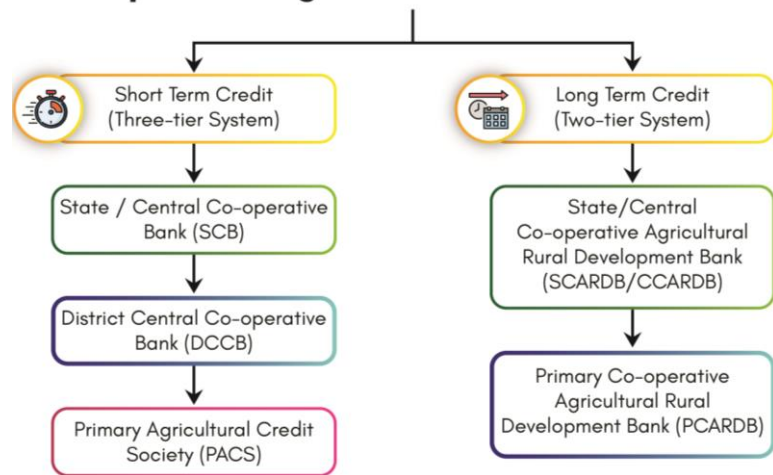 Short Term Credit
(Three-tier System)
State / Central Co-operative
Bank (SCB)
District Central Co-operative
Bank (DCCB)
Primary Agricultural Credit
Society (PACS)
Long Term Credit
(Two-tier System)
State/Central
Co-operative Agricultural
Rural Development Bank
(SCARDB/CCARDB)
Primary Co-operative
Agricultural Rural
Development Bank (PCARDB)